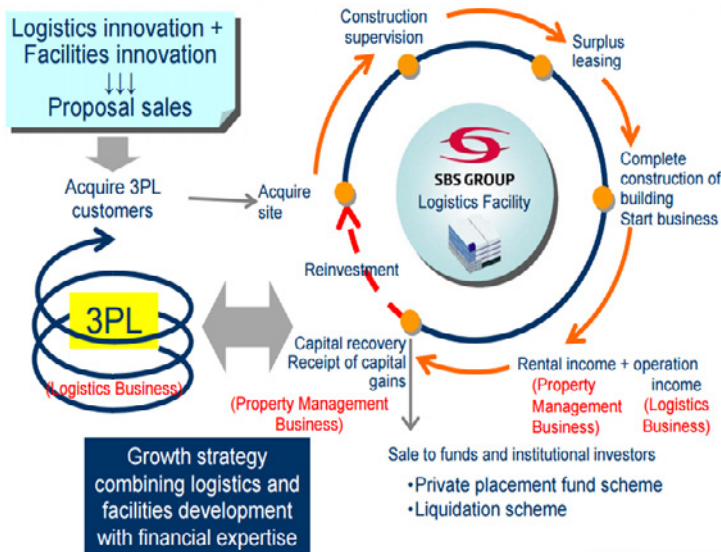 Logistics innovation +
Facilities innovation
↓↓↓
Proposal sales
Acquire 3PL
customers
Acquire
site
Construction
supervision
Surplus
leasing
Complete
construction of
building
Start business
SBS GROUP
Logistics Facility
Reinvestment
3PL
(Logistics Business)
Capital recovery
Receipt of capital
gains
(Property Management
Business)
Rental income + operation
income
(Property
Management
Business)
(Logistics
Business)
Sale to funds and institutional investors
•Private placement fund scheme
•Liquidation scheme
Growth strategy
combining logistics and
facilities development
with financial expertise